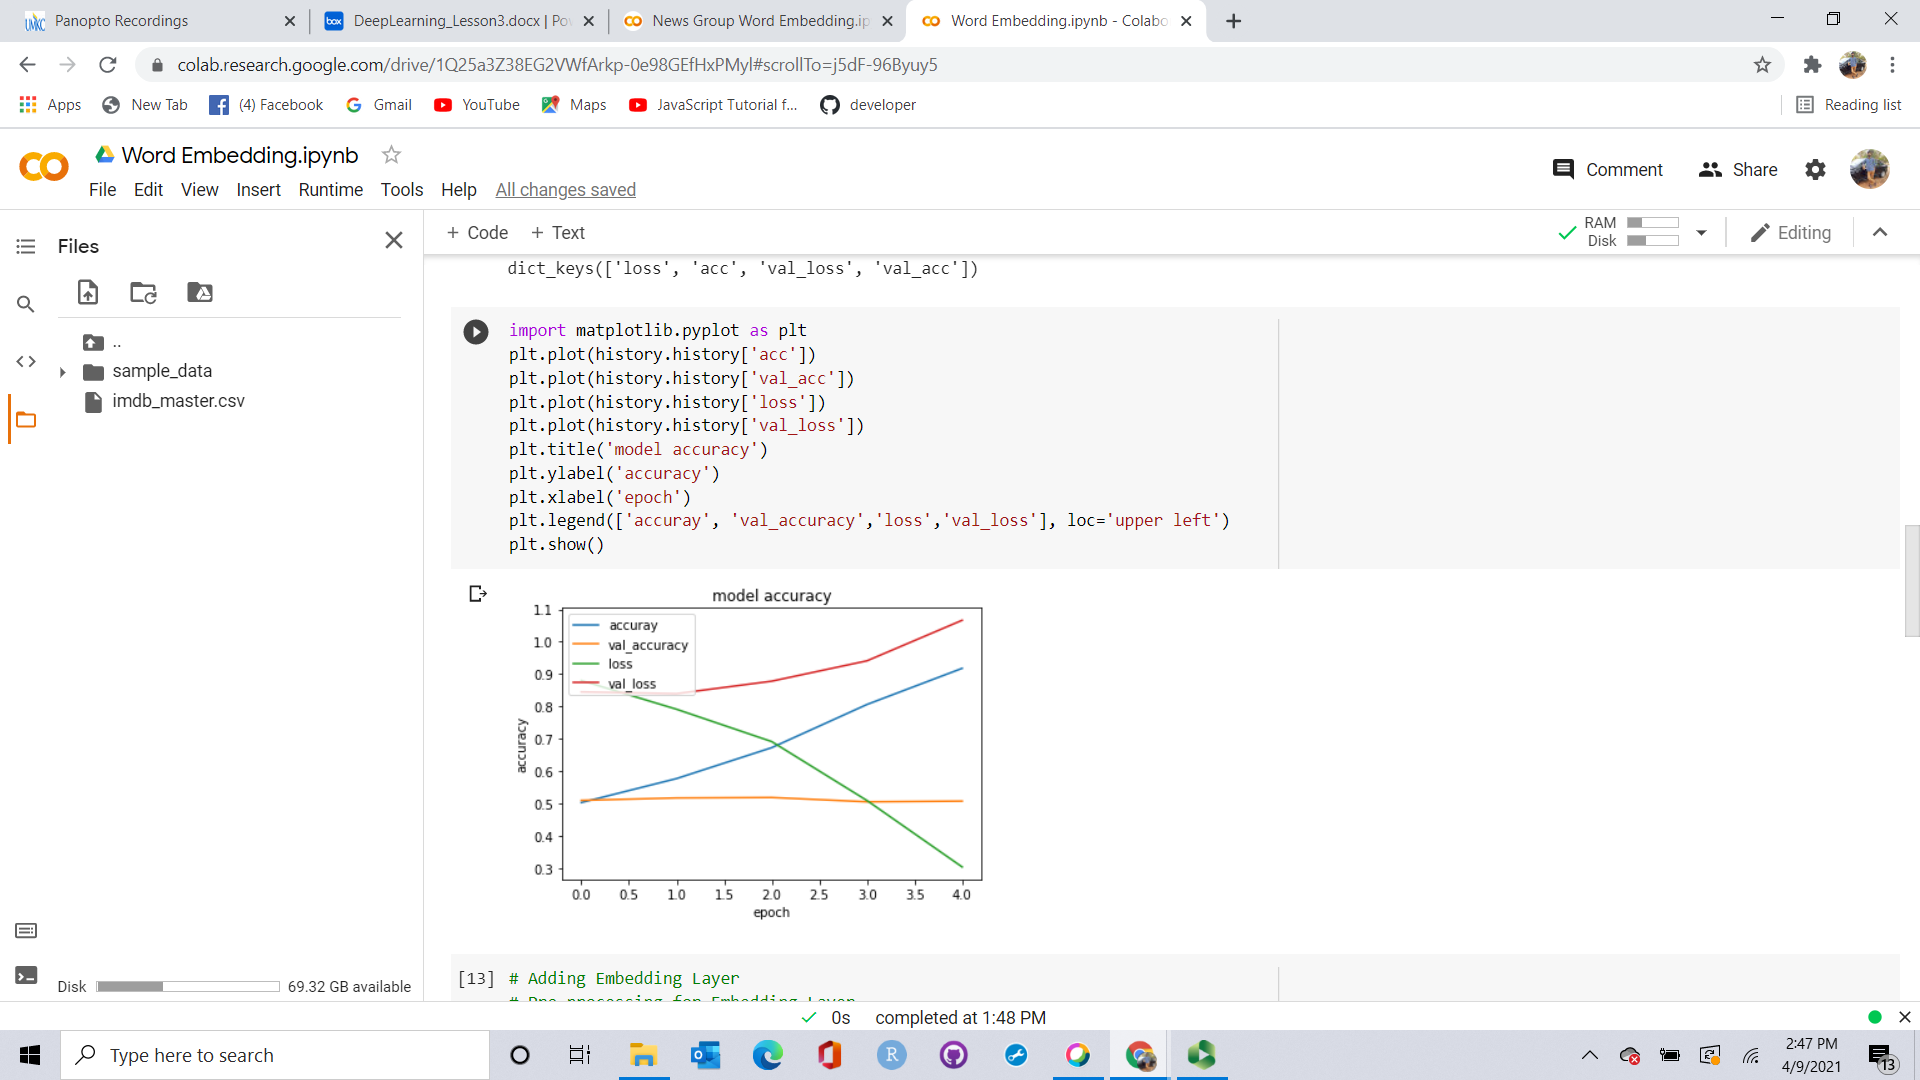 Panopto Recordings
DeepLearning_Lesson3.docx | Po
News Group Word Embedding.ip
Word Embedding.ipynb - Colabo
colab.research.google.com/drive/1Q25a3Z38EG2VWfArkp-0e98GEfHxPMyl#scrollTo=j5dF-96Byuy5
Apps
New Tab
(4) Facebook
Gmail
YouTube
Maps
JavaScript Tutorial f...
developer
Reading list
Word Embedding.ipynb
File Edit View Insert Runtime Tools Help All changes saved
Comment
Share
Files
+ Code + Text
RAM
Disk
Editing
..
sample_data
imdb_master.csv
dict_keys(['loss', 'acc', 'val_loss', 'val_acc'])
import matplotlib.pyplot as plt
plt.plot(history.history['acc'])
plt.plot(history.history['val_acc'])
plt.plot(history.history['loss'])
plt.plot(history.history['val_loss'])
plt.title('model accuracy')
plt.ylabel('accuracy')
plt.xlabel('epoch')
plt.legend(['accuray', 'val_accuracy','loss','val_loss'], loc='upper left')
plt.show()
model accuracy
accuray
val_accuracy
loss
val_loss
1.1
1.0
0.9
0.8
0.7
0.6
0.5
0.4
0.3
accuracy
0.0 0.5 1.0 1.5 2.0 2.5 3.0 3.5 4.0
epoch
[13] # Adding Embedding Layer
# Pre processing for Embedding Layer
Disk
69.32 GB available
0s completed at 1:48 PM
Type here to search
2:47 PM
4/9/2021
13